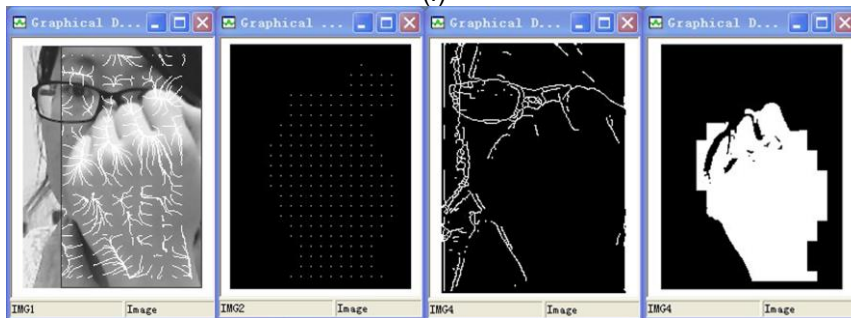 (i)
Graphical D...
Graphical ...
Graphical D...
Graphical D...
IMG1 Image
IMG2 Image
IMG4 Image
IMG4 Image